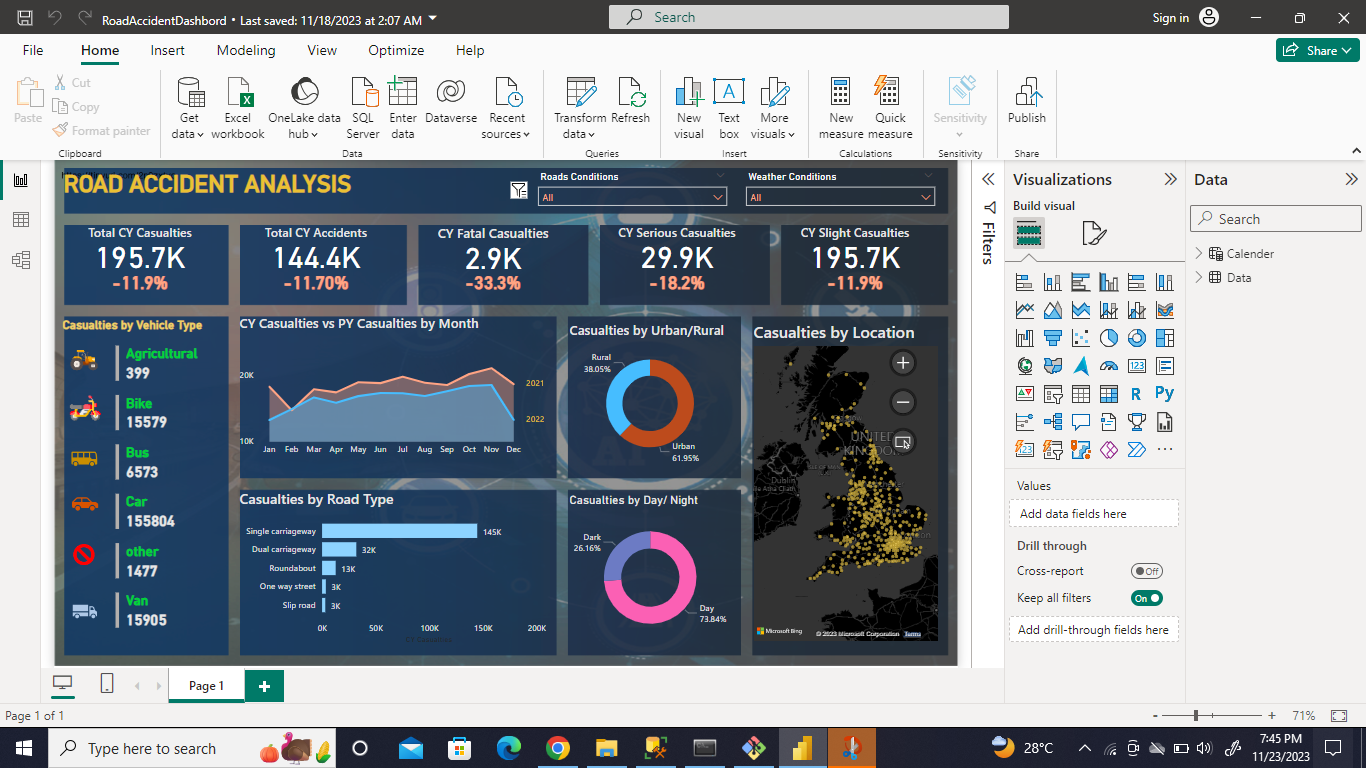 RoadAccidentDashbord • Last saved: 11/18/2023 at 2:07 AM
Search
Sign in
File
Home
Insert
Modeling
View
Optimize
Help
Share
Paste
Cut
Copy
Format painter
Clipboard
Get data
Excel workbook
OneLake data hub
SQL Server
Enter data
Dataverse
Recent sources
Data
Transform data
Refresh
Queries
New visual
Text box
More visuals
Insert
New measure
Quick measure
Calculations
Sensitivity
Sensitivity
Publish
Share
ROAD ACCIDENT ANALYSIS
Roads Conditions
All
Weather Conditions
All
Total CY Casualties
195.7K
-11.9%
Total CY Accidents
144.4K
-11.70%
CY Fatal Casualties
2.9K
-33.3%
CY Serious Casualties
29.9K
-18.2%
CY Slight Casualties
195.7K
-11.9%
Casualties by Vehicle Type
Agricultural
399
Bike
15579
Bus
6573
Car
155804
other
1477
Van
15905
CY Casualties vs PY Casualties by Month
20K
10K
2021
2022
Jan Feb Mar Apr May Jun Jul Aug Sep Oct Nov Dec
Casualties by Road Type
Single carriageway 145K
Dual carriageway 32K
Roundabout 13K
One way street 3K
Slip road 3K
0K 50K 100K 150K 200K
Casualties by Urban/Rural
Rural
38.05%
Urban
61.95%
Casualties by Day/ Night
Dark
26.16%
Day
73.84%
Casualties by Location
UNITED
KINGDOM
Dublin
Microsoft Bing
© 2023 Microsoft Corporation Terms
Filters
Visualizations
Build visual
123
R
Py
123
Values
Add data fields here
Drill through
Cross-report
Off
Keep all filters
On
Add drill-through fields here
Data
Search
Calender
Data
Page 1
Page 1 of 1
71%
Type here to search
28°C
7:45 PM
11/23/2023